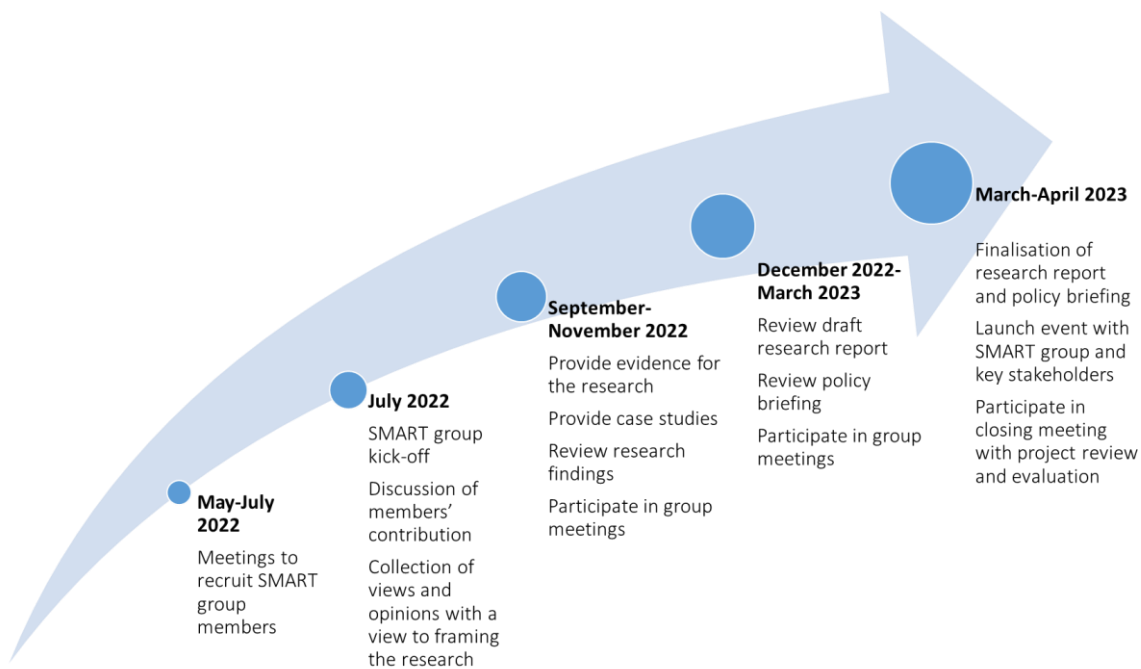 May-July
2022
Meetings to
recruit SMART
group
members
July 2022
SMART group
kick-off
Discussion of
members’
contribution
Collection of
views and
opinions with a
view to framing
the research
September-
November 2022
Provide evidence for
the research
Provide case studies
Review research
findings
Participate in group
meetings
December 2022-
March 2023
Review draft
research report
Review policy
briefing
Participate in group
meetings
March-April 2023
Finalisation of
research report
and policy briefing
Launch event with
SMART group and
key stakeholders
Participate in
closing meeting
with project review
and evaluation